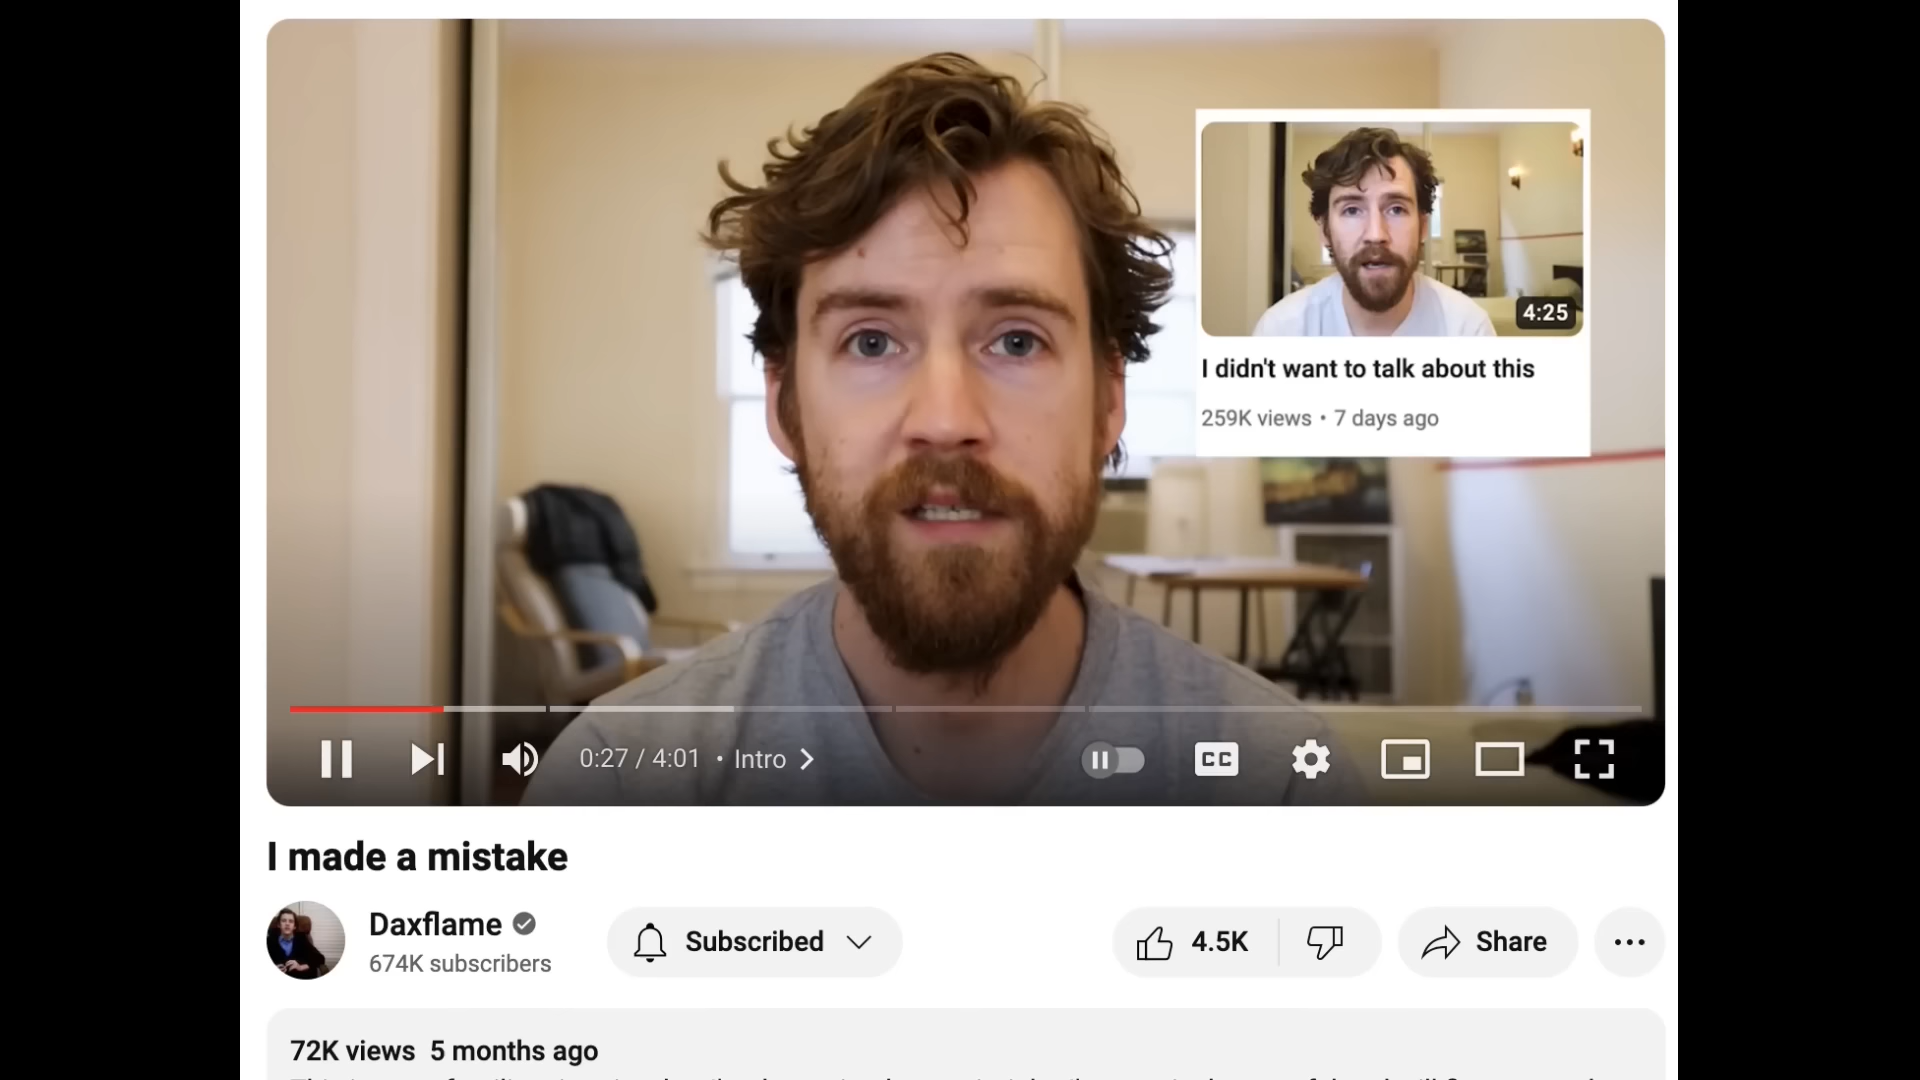 4:25
I didn't want to talk about this
259K views • 7 days ago
0:27 / 4:01 • Intro
CC
I made a mistake
Daxflame
674K subscribers
Subscribed
4.5K
Share
72K views 5 months ago